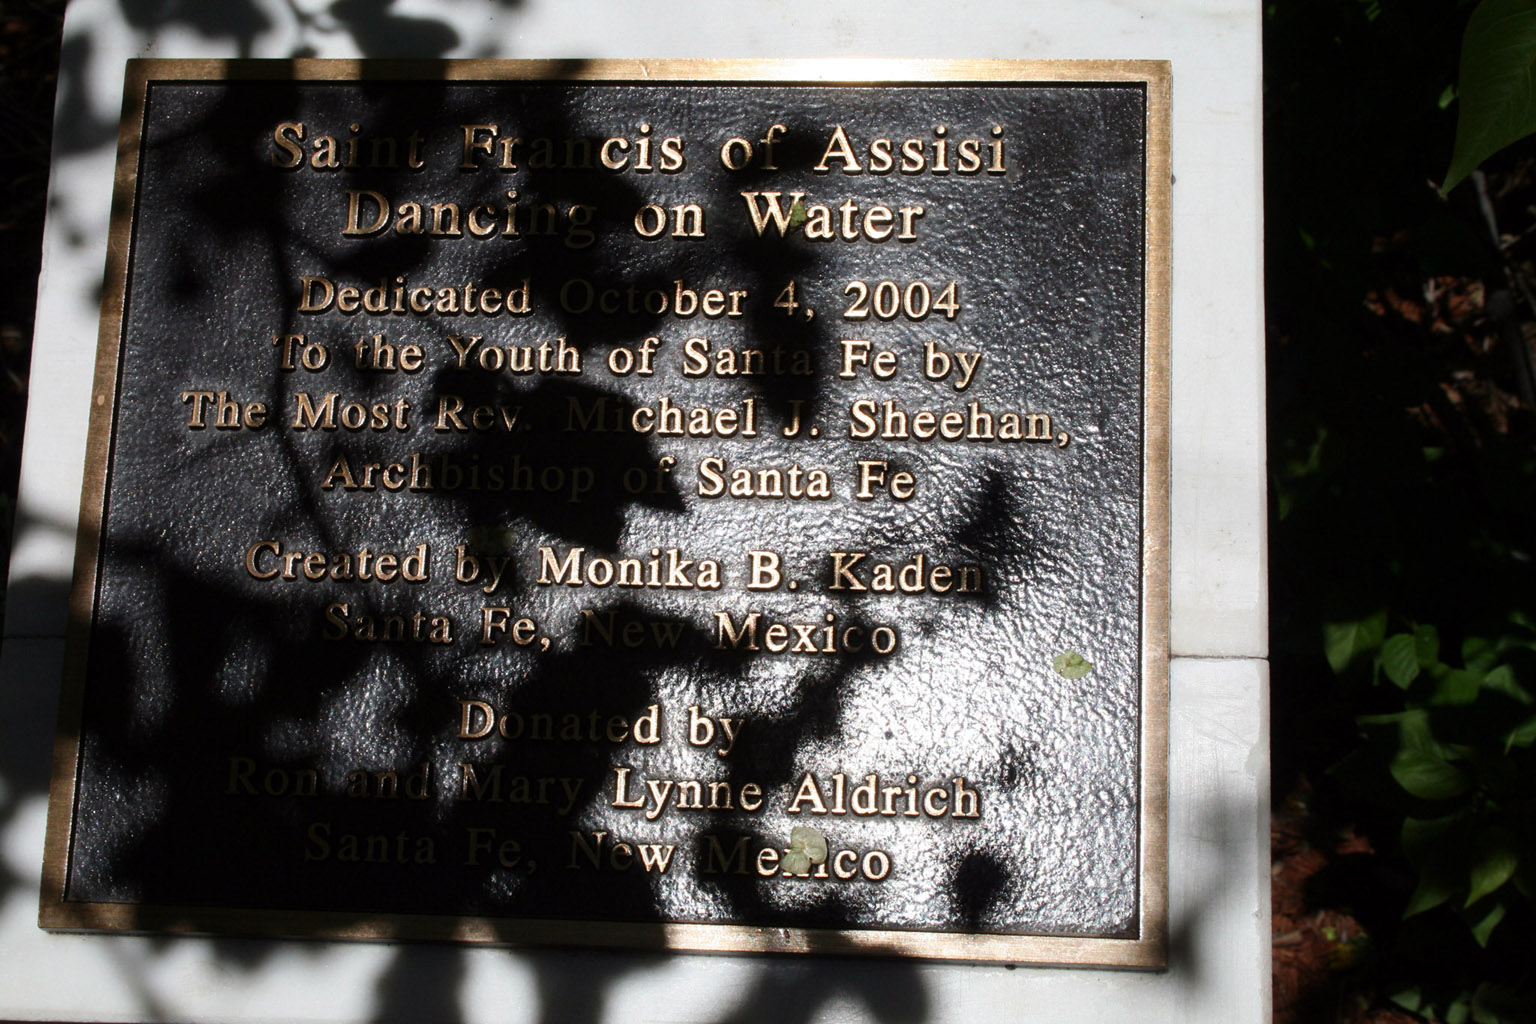 Saint Francis of Assisi
Dancing on Water
Dedicated October 4, 2004
To the Youth of Santa Fe by
The Most Rev. Michael J. Sheehan,
Archbishop of Santa Fe
Created by Monika B. Kaden
Santa Fe, New Mexico
Donated by
Ron and Mary Lynne Aldrich
Santa Fe, New Mexico